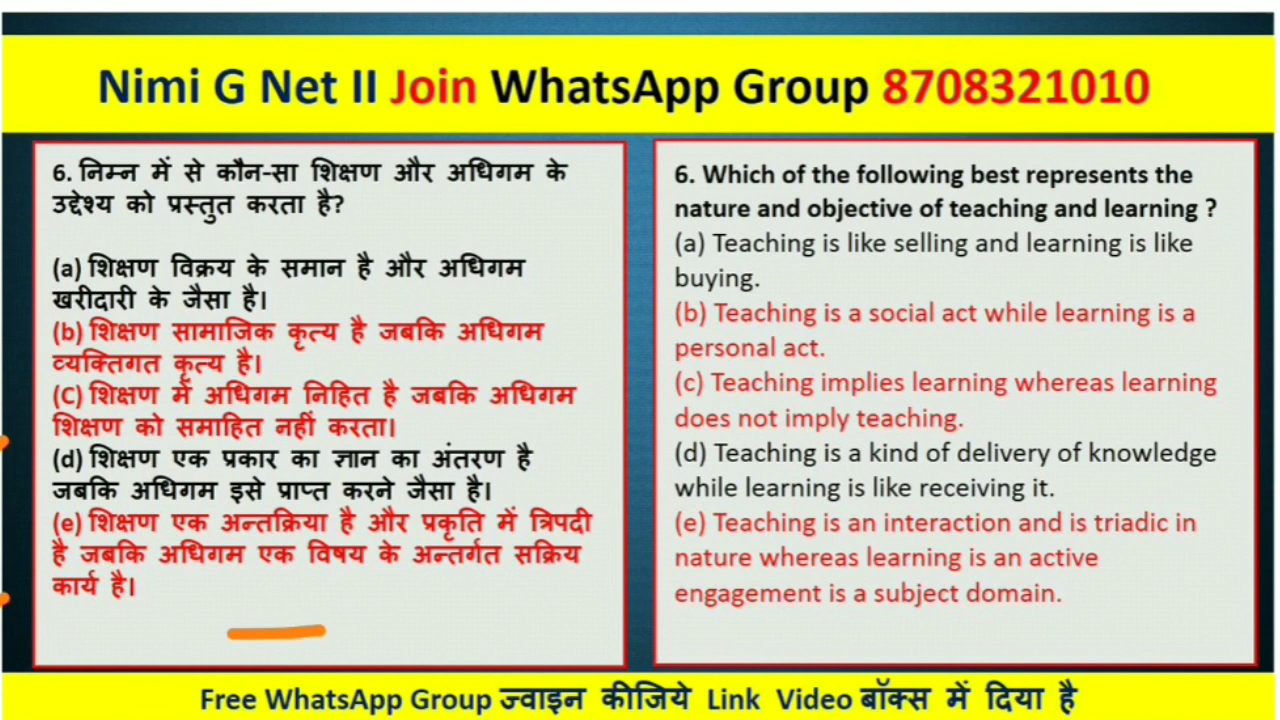 Nimi G Net II Join WhatsApp Group 8708321010
6. निम्न में से कौन-सा शिक्षण और अधिगम के
उद्देश्य को प्रस्तुत करता है?
(a) शिक्षण विक्रय के समान है और अधिगम
खरीदारी के जैसा है।
(b) शिक्षण सामाजिक कृत्य है जबकि अधिगम
व्यक्तिगत कृत्य है।
(C) शिक्षण में अधिगम निहित है जबकि अधिगम
शिक्षण को समाहित नहीं करता।
(d) शिक्षण एक प्रकार का ज्ञान का अंतरण है
जबकि अधिगम इसे प्राप्त करने जैसा है।
(e) शिक्षण एक अन्तक्रिया है और प्रकृति में त्रिपदी
है जबकि अधिगम एक विषय के अन्तर्गत सक्रिय
कार्य है।
6. Which of the following best represents the
nature and objective of teaching and learning ?
(a) Teaching is like selling and learning is like
buying.
(b) Teaching is a social act while learning is a
personal act.
(c) Teaching implies learning whereas learning
does not imply teaching.
(d) Teaching is a kind of delivery of knowledge
while learning is like receiving it.
(e) Teaching is an interaction and is triadic in
nature whereas learning is an active
engagement is a subject domain.
Free WhatsApp Group ज्वाइन कीजिये Link Video बॉक्स में दिया है